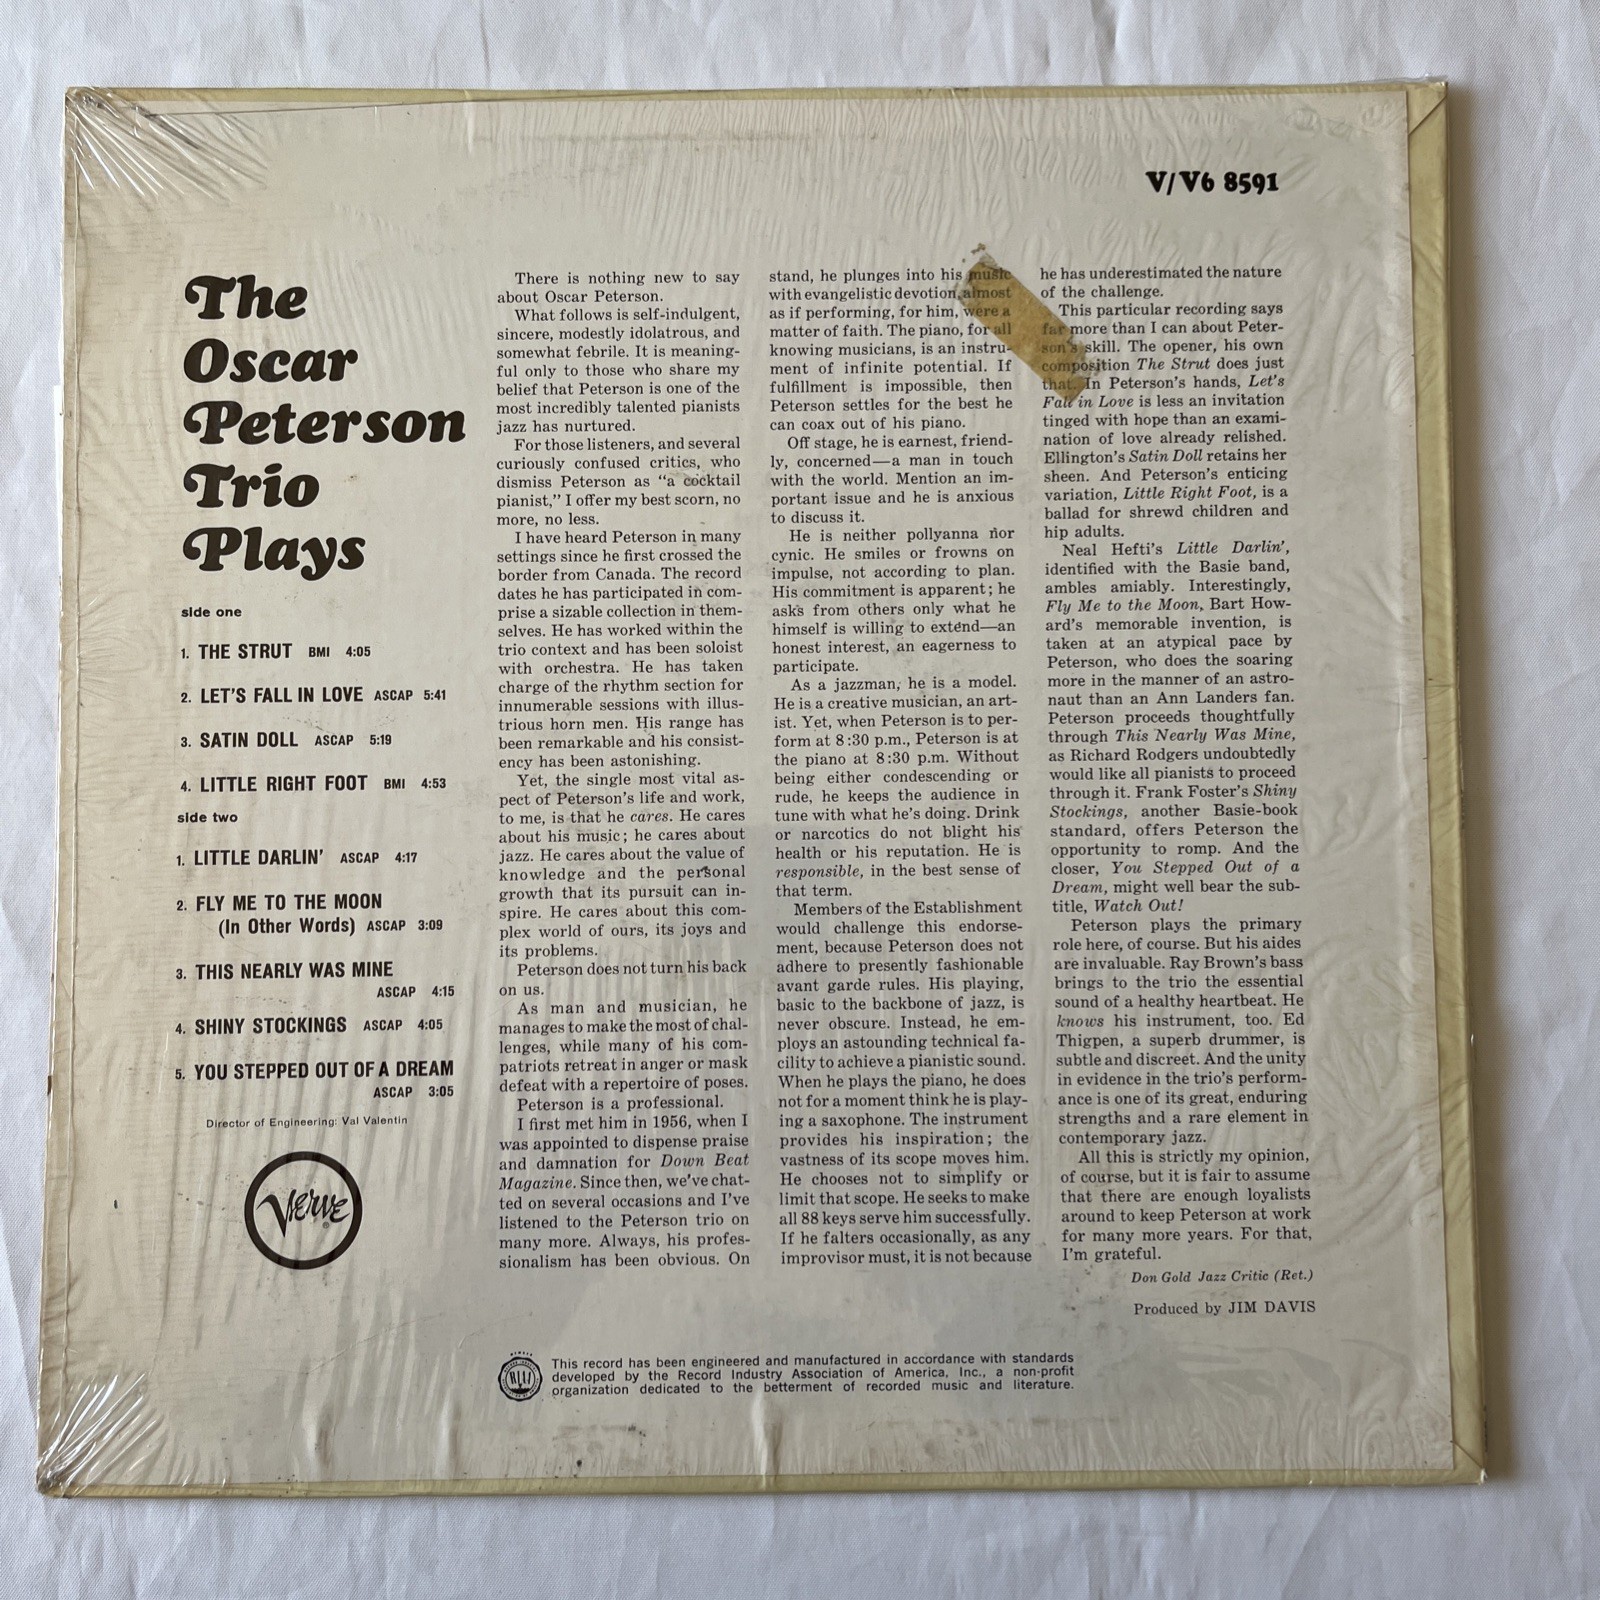 V/V6 8591
The
Oscar
Peterson
Trio
Plays
side one
1. THE STRUT BMI 4:05
2. LET'S FALL IN LOVE ASCAP 5:41
3. SATIN DOLL ASCAP 5:19
4. LITTLE RIGHT FOOT BMI 4:53
side two
1. LITTLE DARLIN' ASCAP 4:17
2. FLY ME TO THE MOON
(In Other Words) ASCAP 3:09
3. THIS NEARLY WAS MINE
ASCAP 4:15
4. SHINY STOCKINGS ASCAP 4:05
5. YOU STEPPED OUT OF A DREAM
ASCAP 3:05
Director of Engineering: Val Valentin
Verve
There is nothing new to say
about Oscar Peterson.
What follows is self-indulgent,
sincere, modestly idolatrous, and
somewhat febrile. It is meaning-
ful only to those who share my
belief that Peterson is one of the
most incredibly talented pianists
jazz has nurtured.
For those listeners, and several
curiously confused critics, who
dismiss Peterson as "a cocktail
pianist," I offer my best scorn, no
more, no less.
I have heard Peterson in many
settings since he first crossed the
border from Canada. The record
dates he has participated in com-
prise a sizable collection in them-
selves. He has worked within the
trio context and has been soloist
with orchestra. He has taken
charge of the rhythm section for
innumerable sessions with illus-
trious horn men. His range has
been remarkable and his consist-
ency has been astonishing.
Yet, the single most vital as-
pect of Peterson's life and work,
to me, is that he cares. He cares
about his music; he cares about
jazz. He cares about the value of
knowledge and the personal
growth that its pursuit can in-
spire. He cares about this com-
plex world of ours, its joys and
its problems.
Peterson does not turn his back
on us.
As man and musician, he
manages to make the most of chal-
lenges, while many of his com-
patriots retreat in anger or mask
defeat with a repertoire of poses.
Peterson is a professional.
I first met him in 1956, when I
was appointed to dispense praise
and damnation for Down Beat
Magazine. Since then, we've chat-
ted on several occasions and I've
listened to the Peterson trio on
many more. Always, his profes-
sionalism has been obvious. On
stand, he plunges into his music
with evangelistic devotion, almost
as if performing, for him, were a
matter of faith. The piano, for all
knowing musicians, is an instru-
ment of infinite potential. If
fulfillment is impossible, then
Peterson settles for the best he
can coax out of his piano.
Off stage, he is earnest, friend-
ly, concerned—a man in touch
with the world. Mention an im-
portant issue and he is anxious
to discuss it.
He is neither pollyanna nor
cynic. He smiles or frowns on
impulse, not according to plan.
His commitment is apparent; he
asks from others only what he
himself is willing to extend—an
honest interest, an eagerness to
participate.
As a jazzman, he is a model.
He is a creative musician, an art-
ist. Yet, when Peterson is to per-
form at 8:30 p.m., Peterson is at
the piano at 8:30 p.m. Without
being either condescending or
rude, he keeps the audience in
tune with what he's doing. Drink
or narcotics do not blight his
health or his reputation. He is
responsible, in the best sense of
that term.
Members of the Establishment
would challenge this endorse-
ment, because Peterson does not
adhere to presently fashionable
avant garde rules. His playing,
basic to the backbone of jazz, is
never obscure. Instead, he em-
ploys an astounding technical fa-
cility to achieve a pianistic sound.
When he plays the piano, he does
not for a moment think he is play-
ing a saxophone. The instrument
provides his inspiration; the
vastness of its scope moves him.
He chooses not to simplify or
limit that scope. He seeks to make
all 88 keys serve him successfully.
If he falters occasionally, as any
improvisor must, it is not because
he has underestimated the nature
of the challenge.
This particular recording says
far more than I can about Peter-
son's skill. The opener, his own
composition The Strut does just
that. In Peterson's hands, Let's
Fall in Love is less an invitation
tinged with hope than an exami-
nation of love already relished.
Ellington's Satin Doll retains her
sheen. And Peterson's enticing
variation, Little Right Foot, is a
ballad for shrewd children and
hip adults.
Neal Hefti's Little Darlin',
identified with the Basie band,
ambles amiably. Interestingly,
Fly Me to the Moon, Bart How-
ard's memorable invention, is
taken at an atypical pace by
Peterson, who does the soaring
more in the manner of an astro-
naut than an Ann Landers fan.
Peterson proceeds thoughtfully
through This Nearly Was Mine,
as Richard Rodgers undoubtedly
would like all pianists to proceed
through it. Frank Foster's Shiny
Stockings, another Basie-book
standard, offers Peterson the
opportunity to romp. And the
closer, You Stepped Out of a
Dream, might well bear the sub-
title, Watch Out!
Peterson plays the primary
role here, of course. But his aides
are invaluable. Ray Brown's bass
brings to the trio the essential
sound of a healthy heartbeat. He
knows his instrument, too. Ed
Thigpen, a superb drummer, is
subtle and discreet. And the unity
in evidence in the trio's perform-
ance is one of its great, enduring
strengths and a rare element in
contemporary jazz.
All this is strictly my opinion,
of course, but it is fair to assume
that there are enough loyalists
around to keep Peterson at work
for many more years. For that,
I'm grateful.
Don Gold Jazz Critic (Ret.)
Produced by JIM DAVIS
This record has been engineered and manufactured in accordance with standards
developed by the Record Industry Association of America, Inc., a non-profit
organization dedicated to the betterment of recorded music and literature.